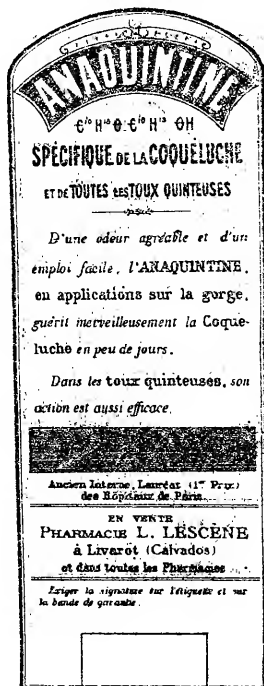 ANAQUINTINE
SPÉCIFIQUE DE LA COQUELUCHE
ET DE TOUTES LES TOUX QUINTEUSES
D'une odeur agréable et d'un
emploi facile, l'ANAQUINTINE,
en applications sur la gorge,
guérit merveilleusement la Coque-
luche en peu de jours.
Dans les toux quinteuses, son
action est aussi efficace.
Ancien Interne, Lauréat (1er Prix)
des Hôpitaux de Paris
EN VENTE
PHARMACIE L. LESCÈNE
à Livarot (Calvados)
et dans toutes les Pharmacies
Exiger la signature sur l'étiquette et sur
la bande de garantie.